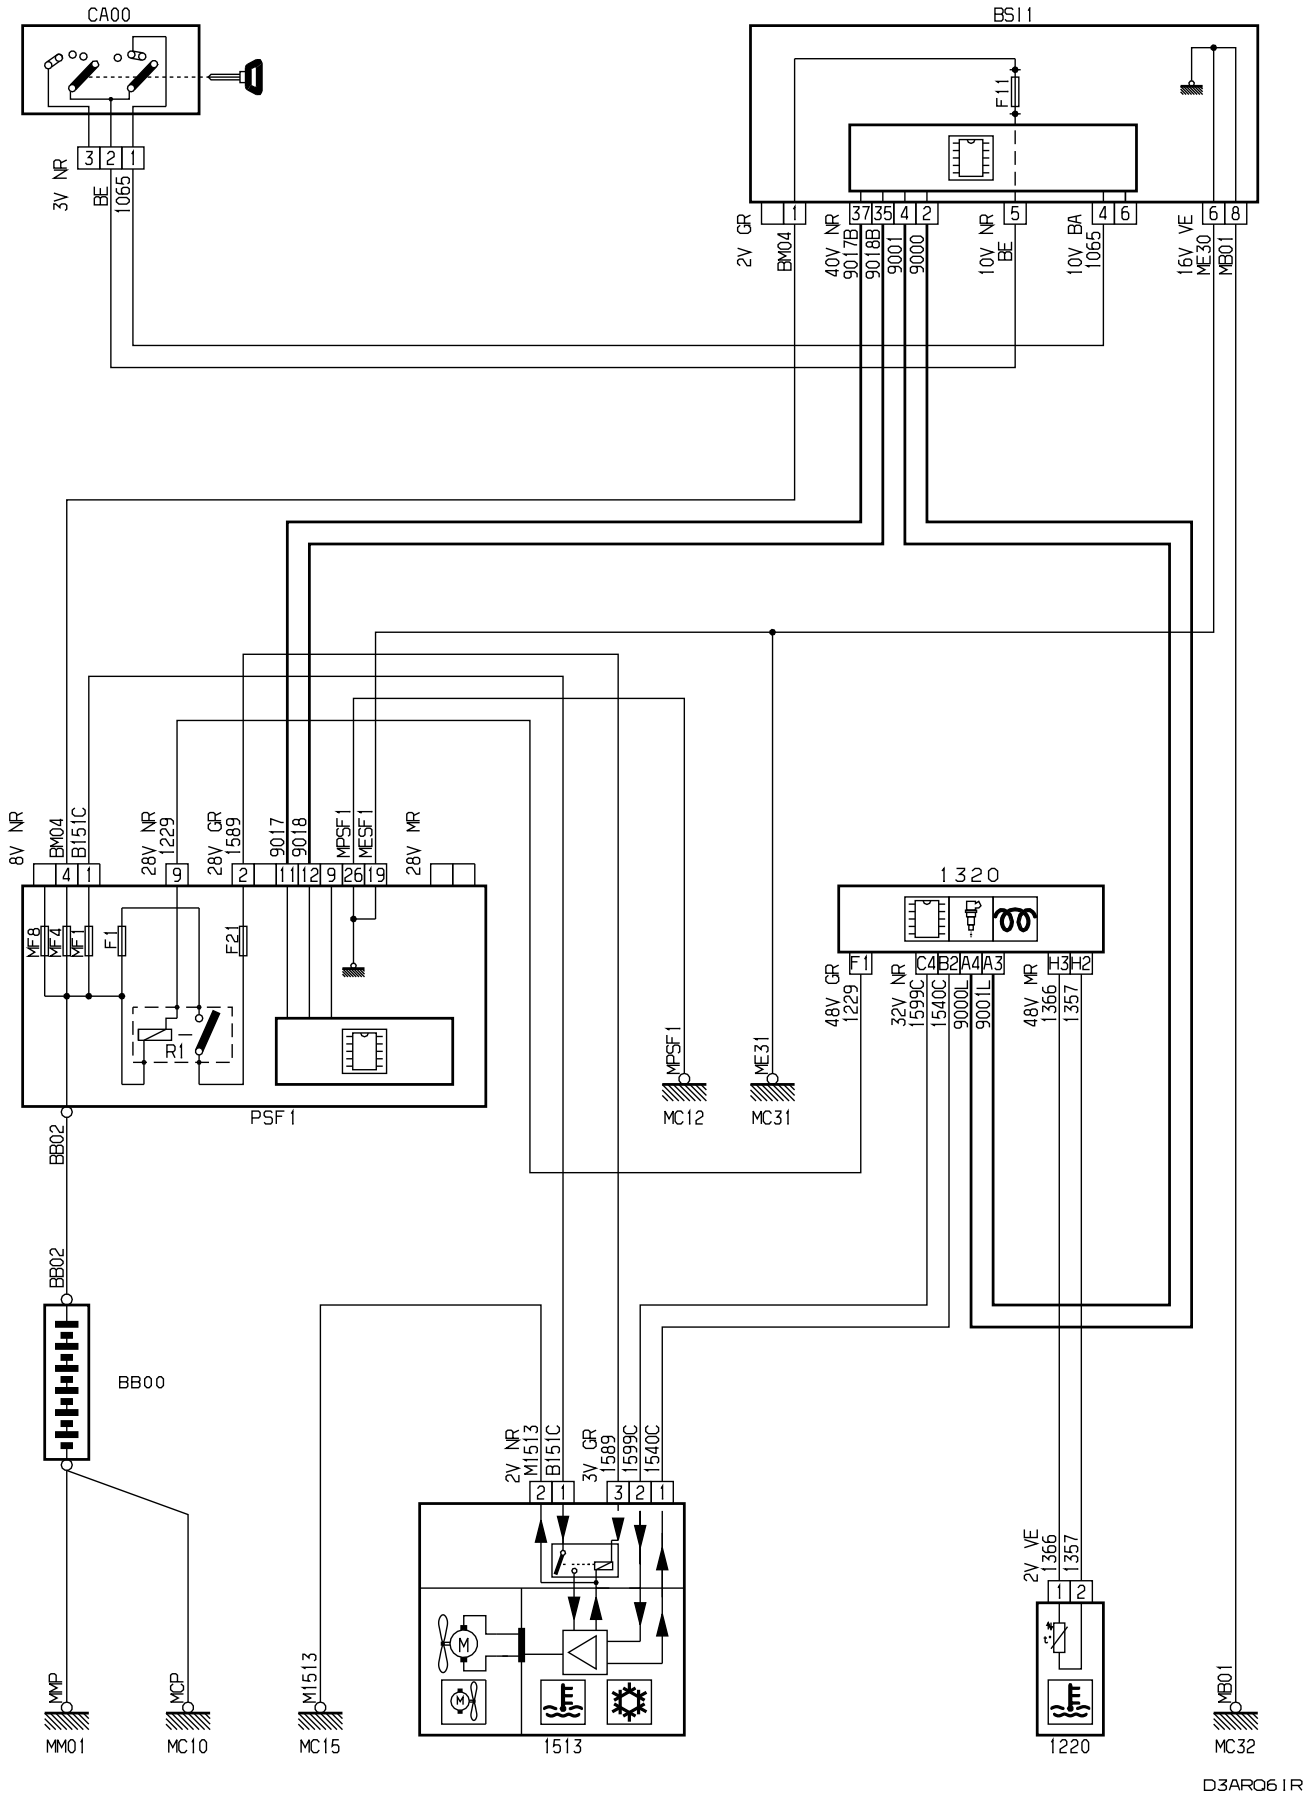 CA00
BSI1
F11
3 2 1
3V NR
BE
1065
1 37 35 4 2 5 4 6 6 8
2V GR
BM04
40V NR
9017B
9018B
9001
9000
10V NR
BE
10V BA
1065
16V VE
ME30
MB01
8V NR
BM04
B151C
28V NR
1229
28V GR
1589
9017
9018
MPSF1
MESF1
28V MR
4 1 9 2 11 12 9 26 19
MF8
MF4
MF1
F1
F21
R1
PSF1
1320
F1 C4 B2 A4 A3 H3 H2
48V GR
1229
32V NR
1599C
1540C
9000L
9001L
48V MR
1366
1357
MPSF1
MC12
ME31
MC31
BB02
BB02
BB00
2V NR
M1513
B151C
3V GR
1589
1599C
1540C
2 1 3 2 1
M
M
1513
2V VE
1366
1357
1 2
t°
1220
MMP
MM01
MCP
MC10
M1513
MC15
MB01
MC32
D3ARQ61R